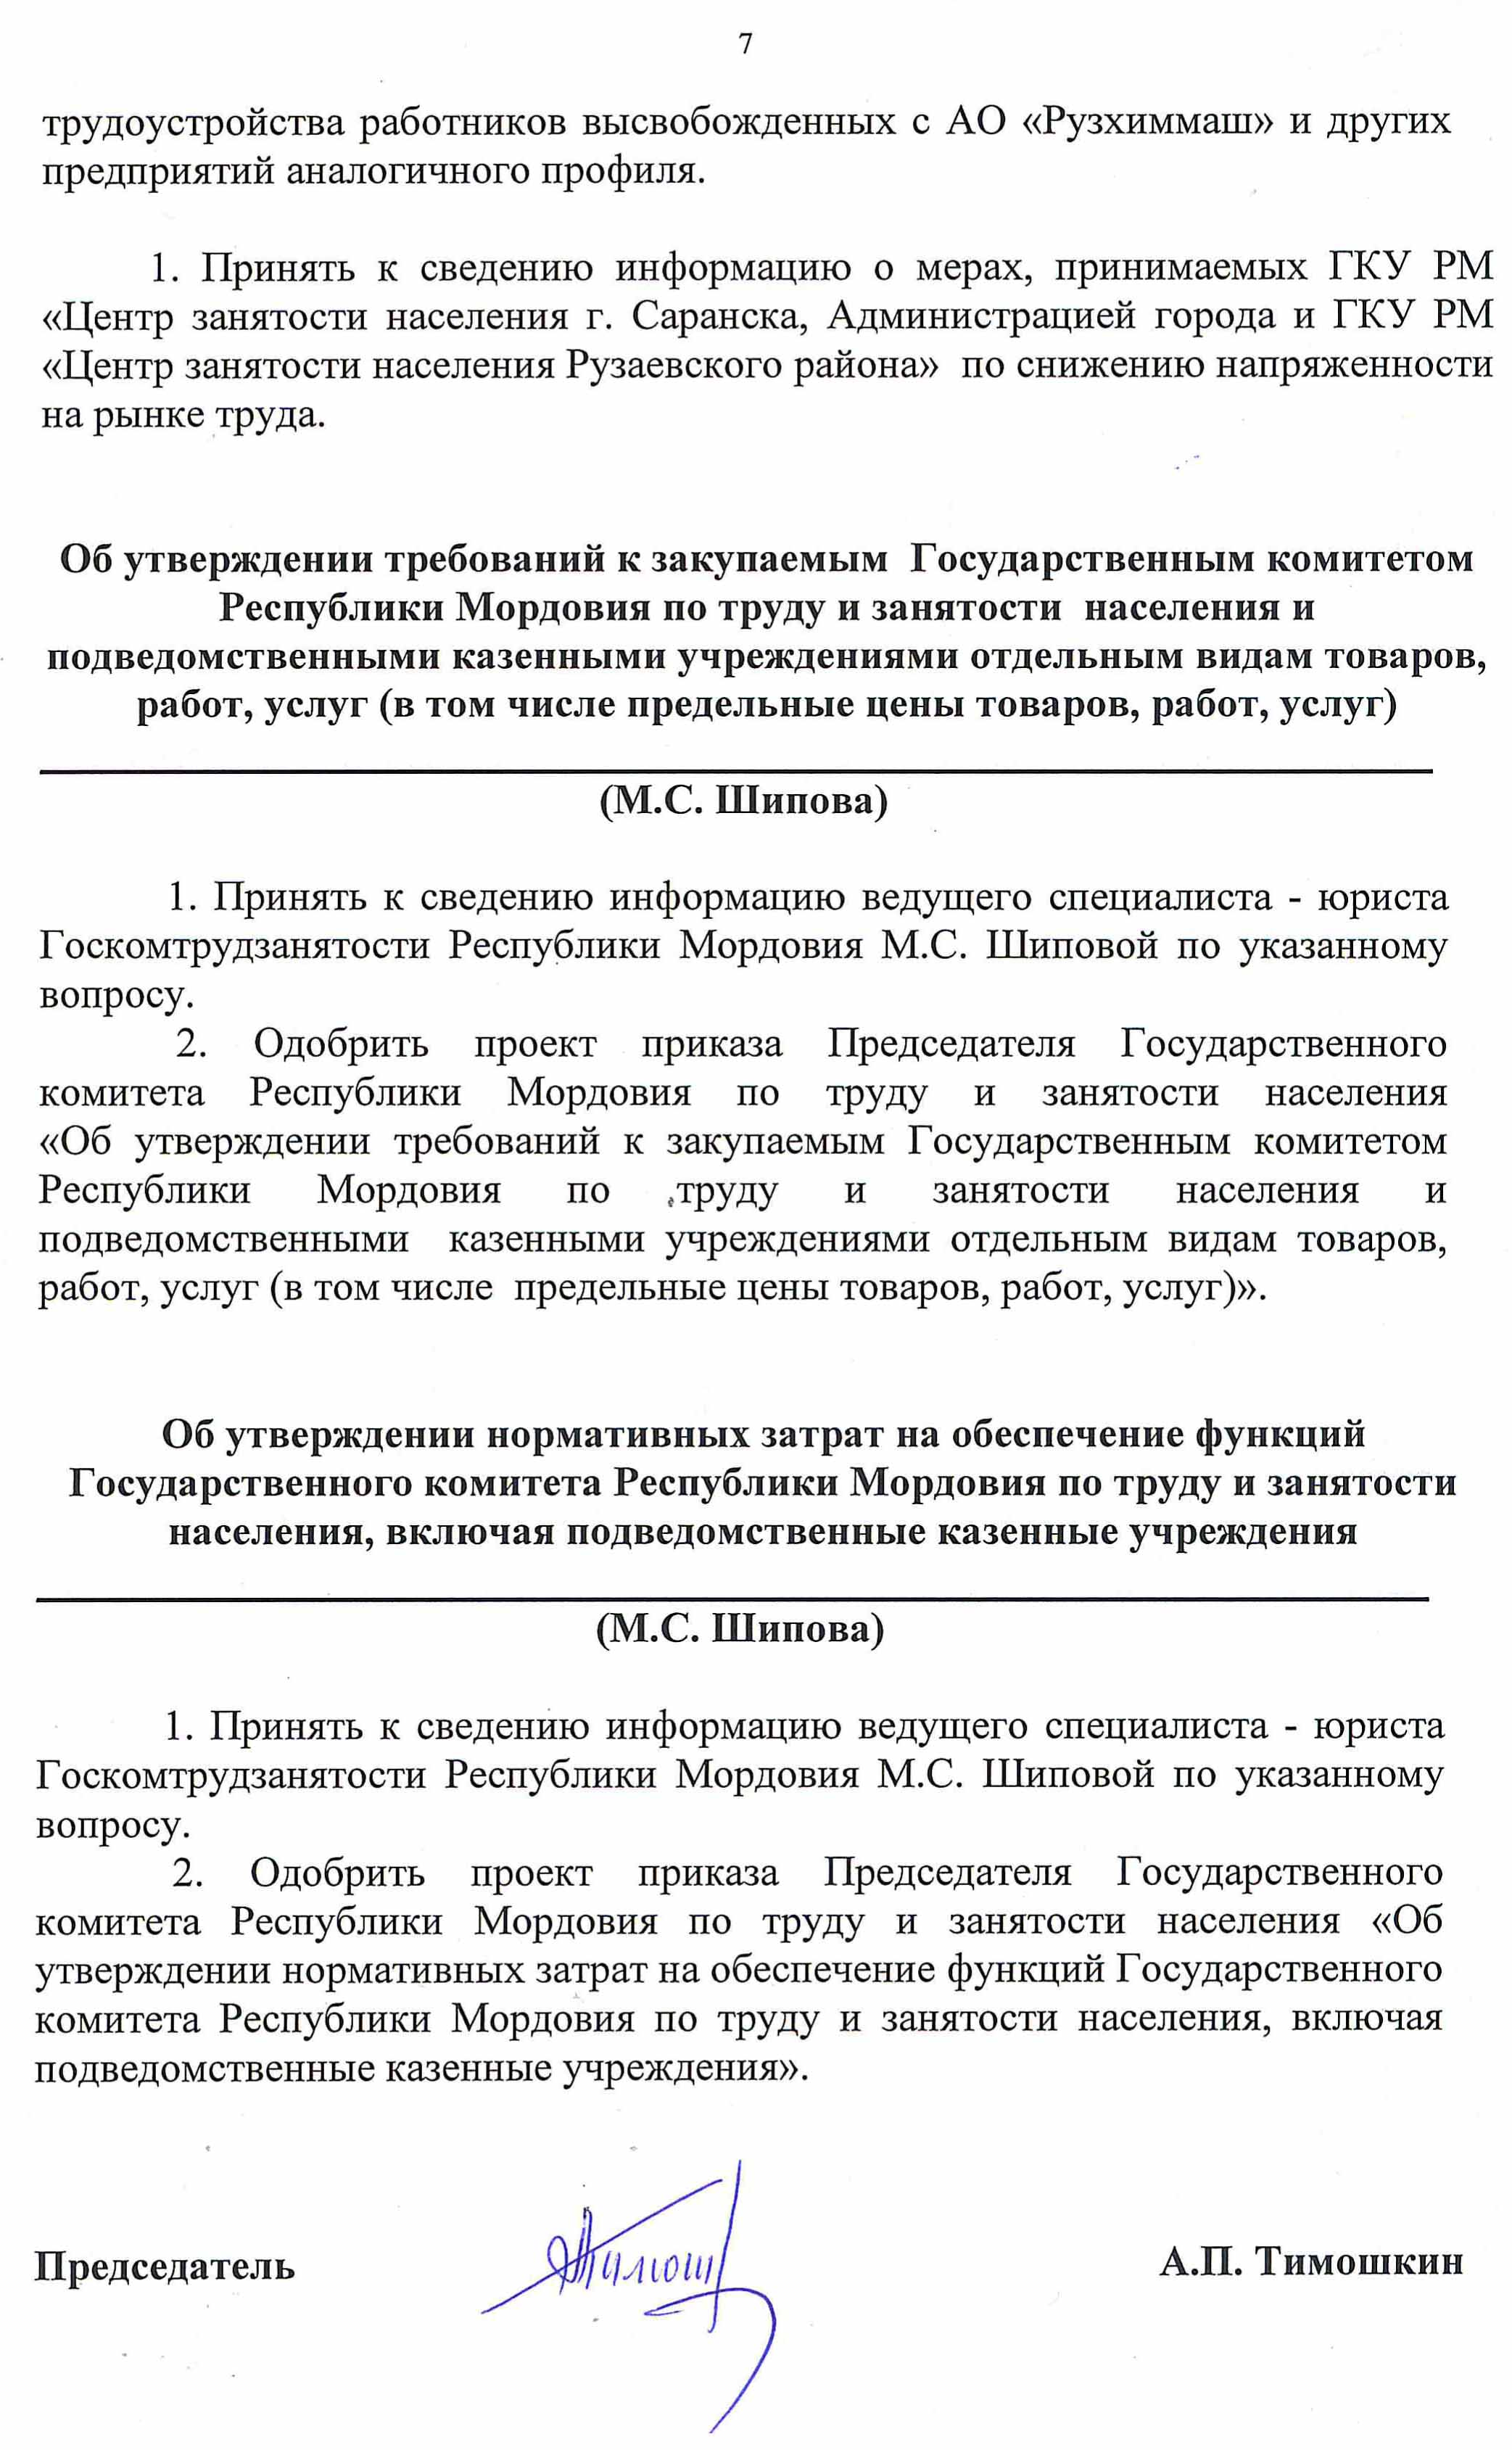 7
трудоустройства работников высвобожденных с АО «Рузхиммаш» и других
предприятий аналогичного профиля.
1. Принять к сведению информацию о мерах, принимаемых ГКУ РМ
«Центр занятости населения г. Саранска, Администрацией города и ГКУ РМ
«Центр занятости населения Рузаевского района» по снижению напряженности
на рынке труда.
Об утверждении требований к закупаемым Государственным комитетом
Республики Мордовия по труду и занятости населения и
подведомственными казенными учреждениями отдельным видам товаров,
работ, услуг (в том числе предельные цены товаров, работ, услуг)
(М.С. Шипова)
1. Принять к сведению информацию ведущего специалиста - юриста
Госкомтрудзанятости Республики Мордовия М.С. Шиповой по указанному
вопросу.
2. Одобрить проект приказа Председателя Государственного
комитета Республики Мордовия по труду и занятости населения
«Об утверждении требований к закупаемым Государственным комитетом
Республики Мордовия по труду и занятости населения и
подведомственными казенными учреждениями отдельным видам товаров,
работ, услуг (в том числе предельные цены товаров, работ, услуг)».
Об утверждении нормативных затрат на обеспечение функций
Государственного комитета Республики Мордовия по труду и занятости
населения, включая подведомственные казенные учреждения
(М.С. Шипова)
1. Принять к сведению информацию ведущего специалиста - юриста
Госкомтрудзанятости Республики Мордовия М.С. Шиповой по указанному
вопросу.
2. Одобрить проект приказа Председателя Государственного
комитета Республики Мордовия по труду и занятости населения «Об
утверждении нормативных затрат на обеспечение функций Государственного
комитета Республики Мордовия по труду и занятости населения, включая
подведомственные казенные учреждения».
Председатель А.П. Тимошкин